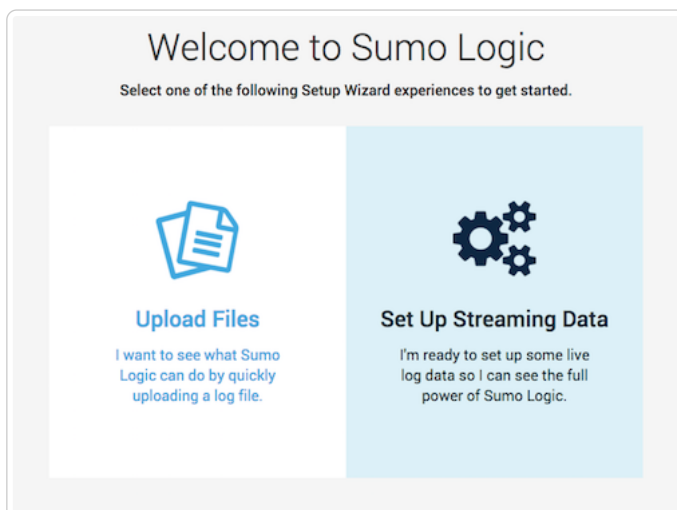 Welcome to Sumo Logic
Select one of the following Setup Wizard experiences to get started.
Upload Files
I want to see what Sumo
Logic can do by quickly
uploading a log file.
Set Up Streaming Data
I'm ready to set up some live
log data so I can see the full
power of Sumo Logic.